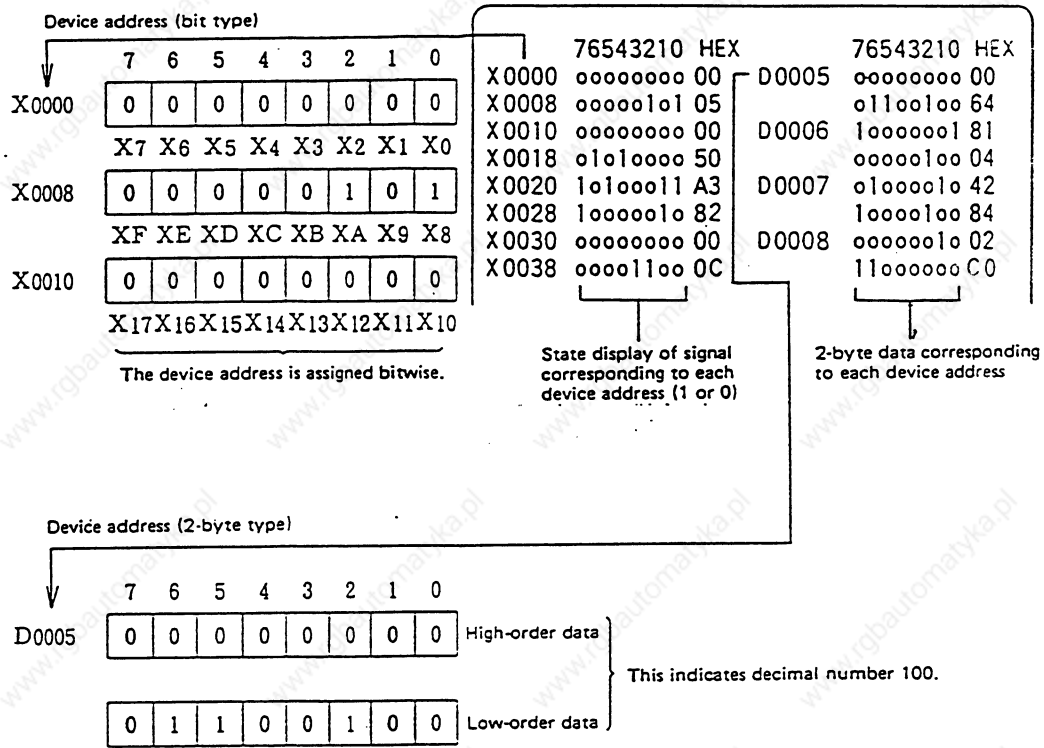 Device address (bit type)
7 6 5 4 3 2 1 0
X0000 0 0 0 0 0 0 0 0
X7 X6 X5 X4 X3 X2 X1 X0
X0008 0 0 0 0 0 1 0 1
XF XE XD XC XB XA X9 X8
X0010 0 0 0 0 0 0 0 0
X17 X16 X15 X14 X13 X12 X11 X10
The device address is assigned bitwise.
76543210 HEX
X0000 00000000 00
X0008 00000101 05
X0010 00000000 00
X0018 01010000 50
X0020 10100011 A3
X0028 10000010 82
X0030 00000000 00
X0038 00001100 0C
State display of signal
corresponding to each
device address (1 or 0)
76543210 HEX
D0005 00000000 00
01100100 64
D0006 10000001 81
00000100 04
D0007 01000010 42
10000100 84
D0008 00000010 02
11000000 C0
2-byte data corresponding
to each device address
Device address (2-byte type)
7 6 5 4 3 2 1 0
D0005 0 0 0 0 0 0 0 0 High-order data
0 1 1 0 0 1 0 0 Low-order data
This indicates decimal number 100.
www.rgbautomatyka.pl